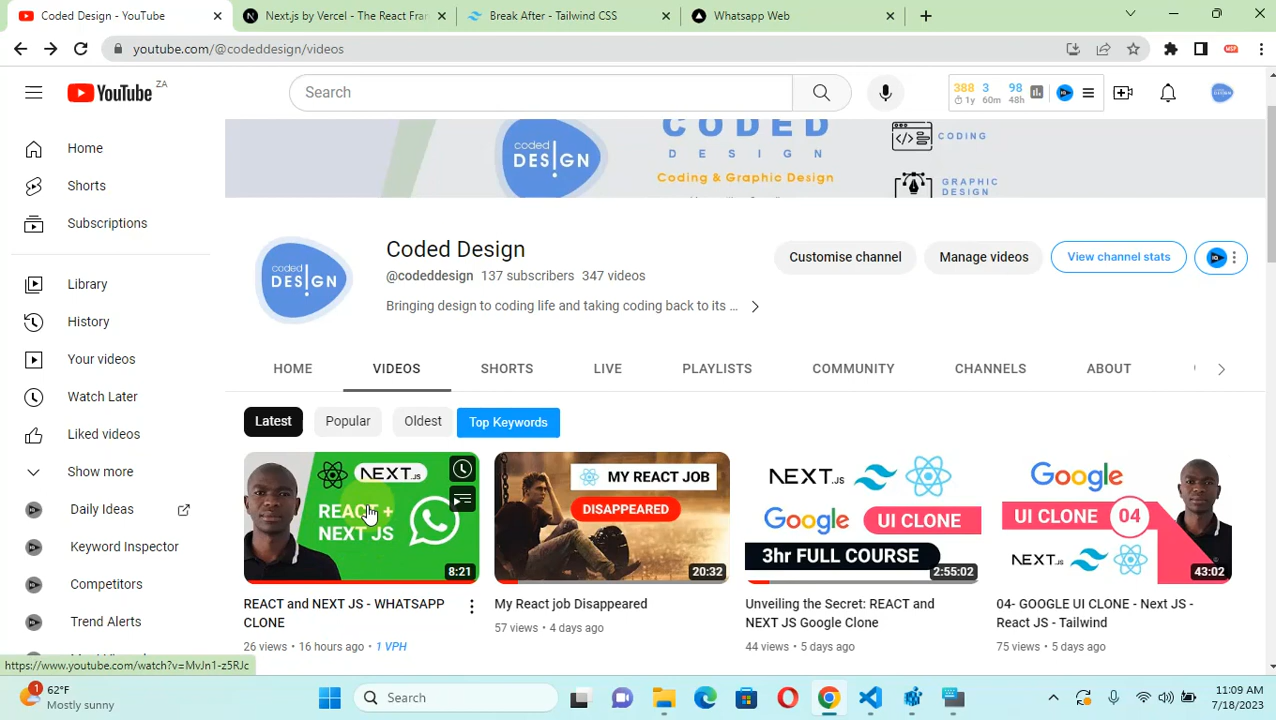 Coded Design - YouTube
Next.js by Vercel - The React Fra
Break After - Tailwind CSS
Whatsapp Web
youtube.com/@codeddesign/videos
YouTube ZA
Search
388 3 98
1y 60m 48h
CODED
DESIGN
Coding & Graphic Design
CODING
GRAPHIC
DESIGN
coded
DES!GN
Home
Shorts
Subscriptions
Library
History
Your videos
Watch Later
Liked videos
Show more
Daily Ideas
Keyword Inspector
Competitors
Trend Alerts
coded
DES!GN
Coded Design
@codeddesign 137 subscribers 347 videos
Bringing design to coding life and taking coding back to its ...
Customise channel
Manage videos
View channel stats
HOME
VIDEOS
SHORTS
LIVE
PLAYLISTS
COMMUNITY
CHANNELS
ABOUT
Latest
Popular
Oldest
Top Keywords
NEXT.JS
REACT +
NEXT JS
8:21
REACT and NEXT JS - WHATSAPP
CLONE
26 views • 16 hours ago • 1 VPH
MY REACT JOB
DISAPPEARED
20:32
My React job Disappeared
57 views • 4 days ago
NEXT.JS
Google UI CLONE
3hr FULL COURSE
2:55:02
Unveiling the Secret: REACT and
NEXT JS Google Clone
44 views • 5 days ago
Google
UI CLONE 04
NEXT.JS
43:02
04- GOOGLE UI CLONE - Next JS -
React JS - Tailwind
75 views • 5 days ago
https://www.youtube.com/watch?v=MvJn1-z5RJc
1
62°F
Mostly sunny
Search
11:09 AM
7/18/2023